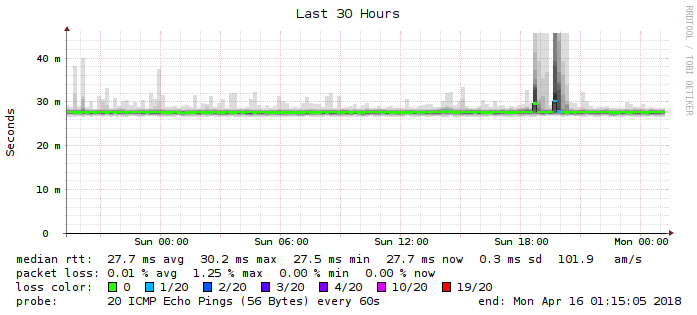 Last 30 Hours
RRDTOOL / TOBI OETIKER
Seconds
40 m
30 m
20 m
10 m
0
Sun 00:00 Sun 06:00 Sun 12:00 Sun 18:00 Mon 00:00
median rtt: 27.7 ms avg 30.2 ms max 27.5 ms min 27.7 ms now 0.3 ms sd 101.9 am/s
packet loss: 0.01 % avg 1.25 % max 0.00 % min 0.00 % now
loss color: 0 1/20 2/20 3/20 4/20 10/20 19/20
probe: 20 ICMP Echo Pings (56 Bytes) every 60s end: Mon Apr 16 01:15:05 2018